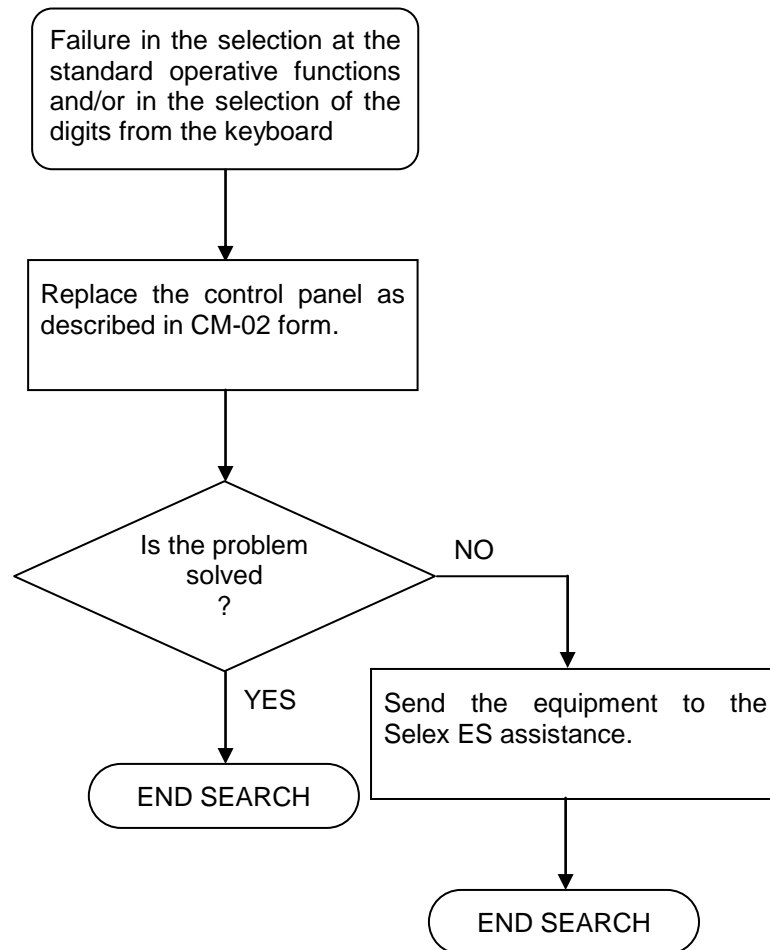 Failure in the selection at the
standard operative functions
and/or in the selection of the
digits from the keyboard
Replace the control panel as
described in CM-02 form.
Is the problem
solved
?
NO
YES
Send the equipment to the
Selex ES assistance.
END SEARCH
END SEARCH